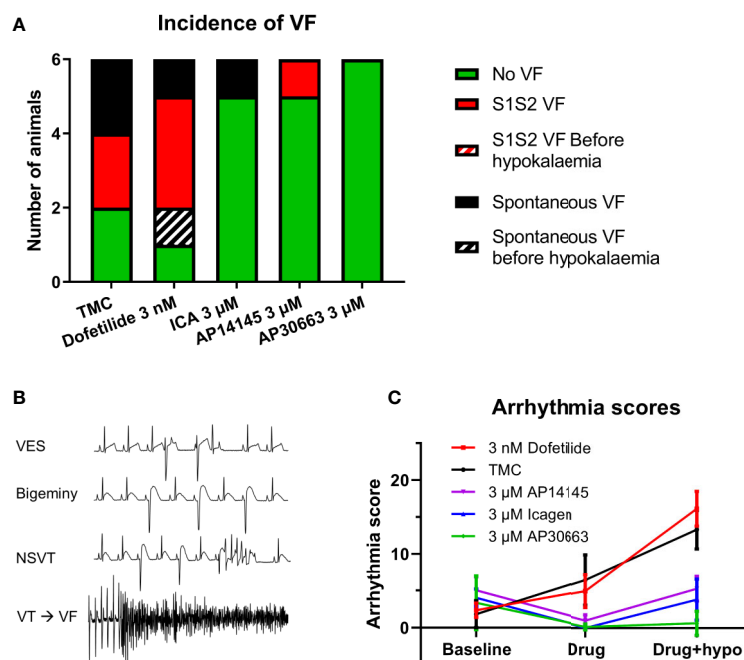 A
Incidence of VF
Number of animals
6
4
2
0
TMC
Dofetilide 3 nM
ICA 3 µM
AP14145 3 µM
AP30663 3 µM
No VF
S1S2 VF
S1S2 VF Before
hypokalaemia
Spontaneous VF
Spontaneous VF
before hypokalaemia
B
VES
Bigeminy
NSVT
VT → VF
C
Arrhythmia scores
Arrhythmia score
20
10
0
3 nM Dofetilide
TMC
3 µM AP14145
3 µM Icagen
3 µM AP30663
Baseline
Drug
Drug+hypo